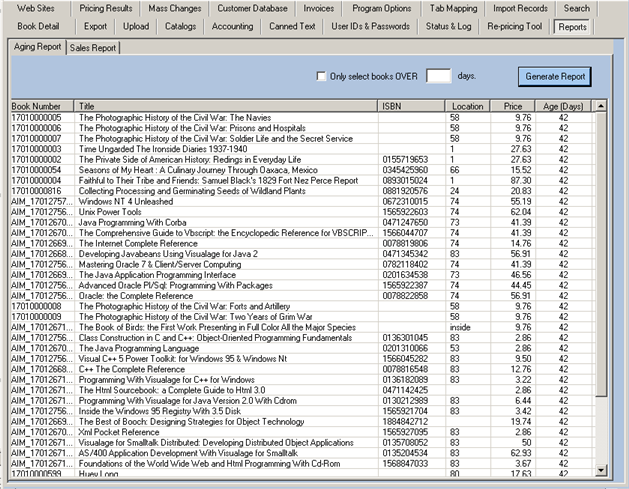 Web Sites Pricing Results Mass Changes Customer Database Invoices Program Options Tab Mapping Import Records Search
Book Detail Export Upload Catalogs Accounting Canned Text User IDs & Passwords Status & Log Re-pricing Tool Reports
Aging Report Sales Report
Only select books OVER days. Generate Report
Book Number Title ISBN Location Price Age (Days)
17010000005 The Photographic History of the Civil War: The Navies 58 9.76 42
17010000006 The Photographic History of the Civil War: Prisons and Hospitals 58 9.76 42
17010000007 The Photographic History of the Civil War: Soldier Life and the Secret Service 58 9.76 42
17010000003 Time Ungarded The Ironside Diaries 1937-1940 1 27.63 42
17010000002 The Private Side of American History: Redings in Everyday Life 0155719653 1 27.63 42
17010000054 Seasons of My Heart : A Culinary Journey Through Oaxaca, Mexico 0345425960 66 15.52 42
17010000004 Faithful to Their Tribe and Friends: Samuel Black's 1829 Fort Nez Perce Report 0893015024 1 87.30 42
17010000816 Collecting Processing and Germinating Seeds of Wildland Plants 0881920576 24 20.83 42
AIM_17012757... Windows NT 4 Unleashed 0672310015 74 55.19 42
AIM_17012756... Unix Power Tools 1565922603 74 62.04 42
AIM_17012670... Java Programming With Corba 0471247650 73 41.39 42
AIM_17012670... The Comprehensive Guide to Vbscript: the Encyclopedic Reference for VBSCRIP... 1566044707 74 41.39 42
AIM_17012669... The Internet Complete Reference 0078819806 74 14.76 42
AIM_17012668... Developing Javabeans Using Visualage for Java 2 0471345342 83 56.91 42
AIM_17012756... Mastering Oracle 7 & Client/Server Computing 0782118402 74 41.39 42
AIM_17012669... The Java Application Programming Interface 0201634538 73 46.56 42
AIM_17012756... Advanced Oracle Pl/Sql: Programming With Packages 1565922387 74 44.45 42
AIM_17012756... Oracle: the Complete Reference 0078822858 74 56.91 42
17010000008 The Photographic History of the Civil War: Forts and Artillery 58 9.76 42
17010000009 The Photographic History of the Civil War: Two Years of Grim War 58 9.76 42
AIM_17012671... The Book of Birds: the First Work Presenting in Full Color All the Major Species inside 9.76 42
AIM_17012756... Class Construction in C and C++: Object-Oriented Programming Fundamentals 0136301045 83 2.86 42
AIM_17012670... The Java Programming Language 0201310066 53 2.86 42
AIM_17012756... Visual C++ 5 Power Toolkit: for Windows 95 & Windows Nt 1566045282 83 9.50 42
AIM_17012668... C++ The Complete Reference 0078816548 83 12.76 42
AIM_17012671... Programming With Visualage for C++ for Windows 0136182089 83 3.22 42
AIM_17012671... The Html Sourcebook: a Complete Guide to Html 3.0 0471142425 2.86 42
AIM_17012671... Programming With Visualage for Java Version 2.0 With Cdrom 0130212989 83 6.44 42
AIM_17012756... Inside the Windows 95 Registry With 3.5 Disk 1565921704 83 3.42 42
AIM_17012671... The Best of Booch: Designing Strategies for Object Technology 1884842712 19.74 42
AIM_17012670... Xml Pocket Reference 1565927095 83 2.86 42
AIM_17012671... Visualage for Smalltalk Distributed: Developing Distributed Object Applications 0135708052 83 50 42
AIM_17012671... AS/400 Application Development With Visualage for Smalltalk 0135204534 83 62.93 42
AIM_17012671... Foundations of the World Wide Web and Html Programming With Cd-Rom 1568847033 83 3.67 42
17010000599 Huey Long 80 17.63 42